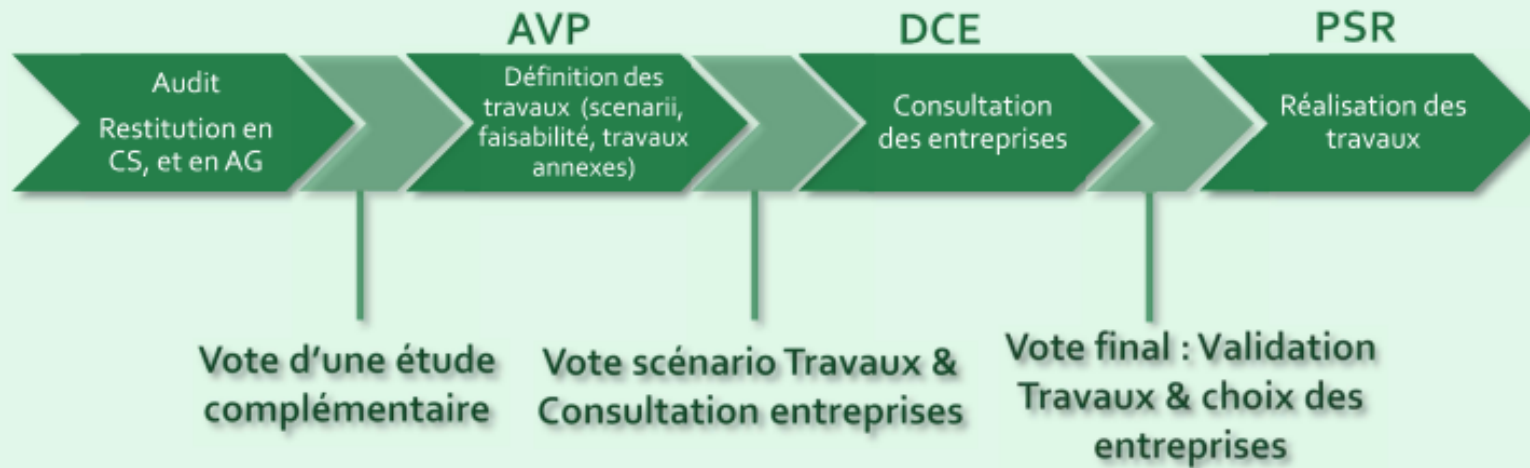 AVP
DCE
PSR
Audit
Restitution en
CS, et en AG
Définition des
travaux (scenarii,
faisabilité, travaux
annexes)
Consultation
des entreprises
Réalisation des
travaux
Vote d'une étude
complémentaire
Vote scénario Travaux &
Consultation entreprises
Vote final : Validation
Travaux & choix des
entreprises